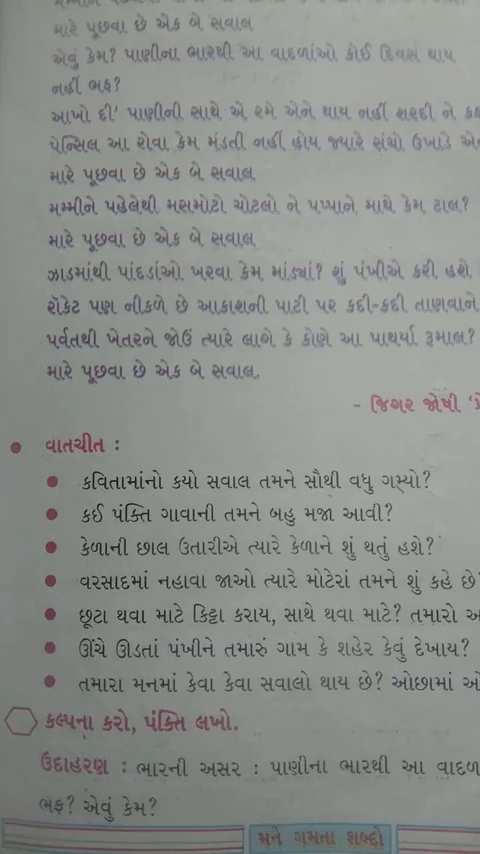 મારે પૂછવા છે એક બે સવાલ
એવું કેમ? પાણીના ભારથી આ વાદળાંઓ કોઈ દિવસ થાય
નહીં ભફ?
આખો દી' પાણીની સાથે એ રમે એને થાય નહીં શરદી ને
પેન્સિલ આ રોવા કેમ મંડતી નહીં હોય જ્યારે સંચો ઉખાડે
મારે પૂછવા છે એક બે સવાલ
મમ્મીને પહેલેથી મસમોટો ચોટલો ને પપ્પાને માથે કેમ ટાલ?
મારે પૂછવા છે એક બે સવાલ
ઝાડમાંથી પાંદડાંઓ ખરવા કેમ માંડ્યાં? શું પંખીએ કરી હશે
રૉકેટ પણ નીકળે છે આકાશની પાટી પર કદી-કદી તાણવાને
પર્વતથી ખેતરને જોઉં ત્યારે લાગે કે કોણે આ પાથર્યા રૂમાલ?
મારે પૂછવા છે એક બે સવાલ.
- જિગર જોષી
વાતચીત :
કવિતામાંનો કયો સવાલ તમને સૌથી વધુ ગમ્યો?
કઈ પંક્તિ ગાવાની તમને બહુ મજા આવી?
કેળાની છાલ ઉતારીએ ત્યારે કેળાને શું થતું હશે?
વરસાદમાં નહાવા જાઓ ત્યારે મોટેરાં તમને શું કહે છે
છૂટા થવા માટે કિટ્ટા કરાય, સાથે થવા માટે? તમારો
ઊંચે ઊડતાં પંખીને તમારું ગામ કે શહેર કેવું દેખાય?
તમારા મનમાં કેવા કેવા સવાલો થાય છે? ઓછામાં
કલ્પના કરો, પંક્તિ લખો.
ઉદાહરણ : ભારની અસર : પાણીના ભારથી આ વાદળ
ભફ? એવું કેમ?
મને ગમતા શબ્દો